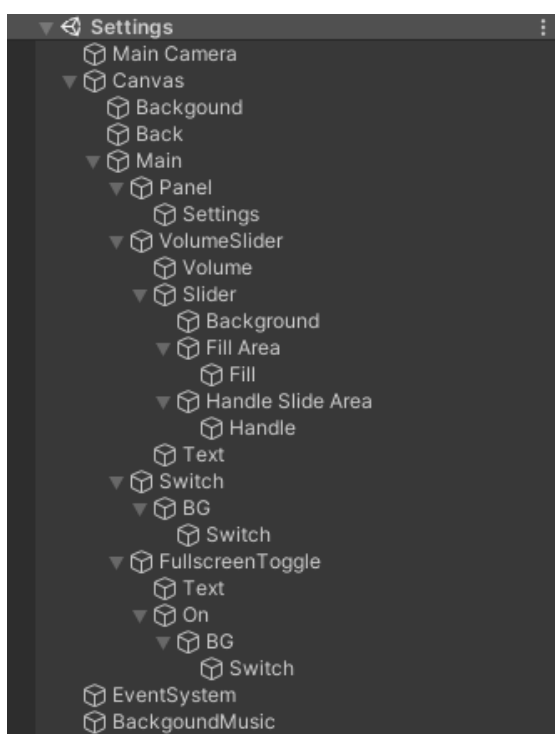 Settings
Main Camera
Canvas
Backgound
Back
Main
Panel
Settings
VolumeSlider
Volume
Slider
Background
Fill Area
Fill
Handle Slide Area
Handle
Text
Switch
BG
Switch
FullscreenToggle
Text
On
BG
Switch
EventSystem
BackgoundMusic